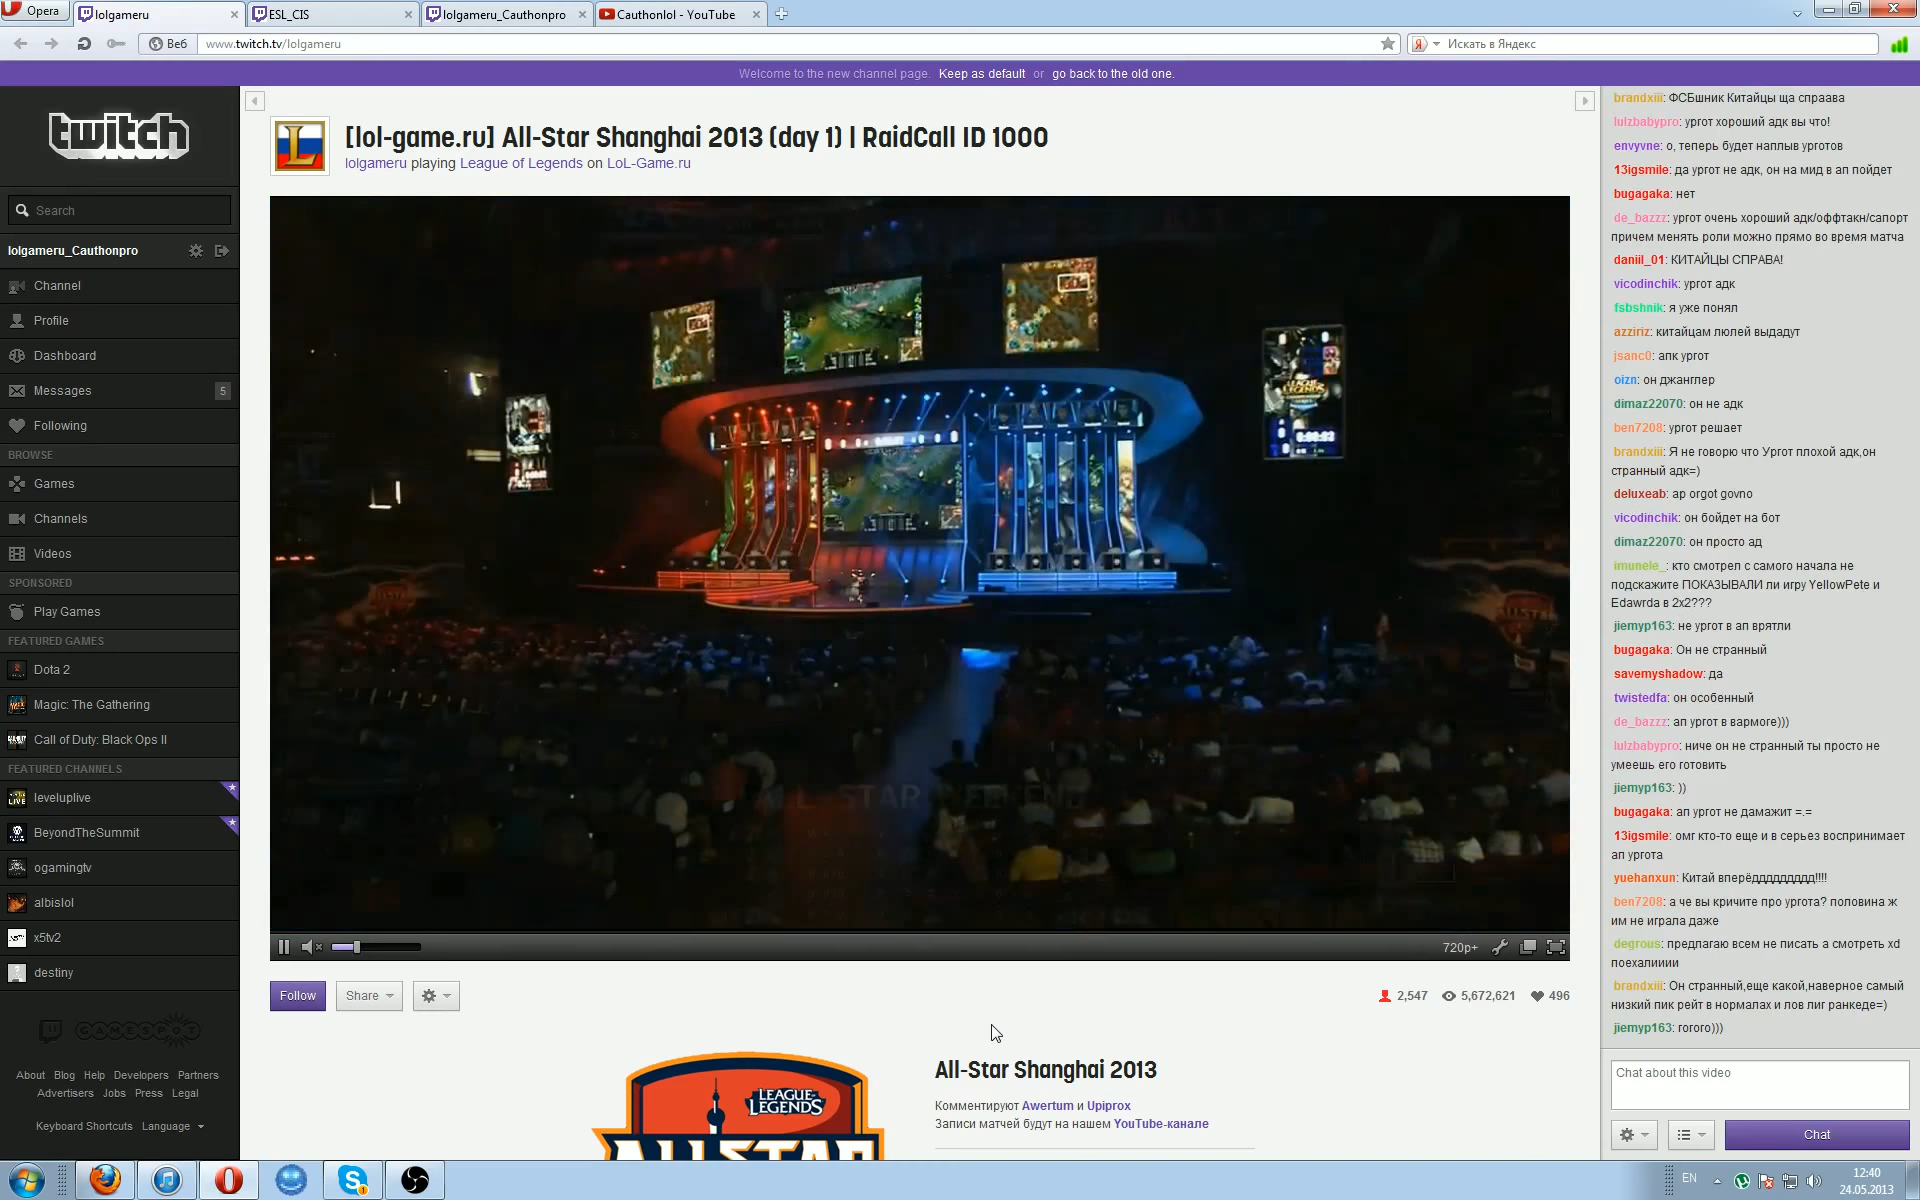 Opera
lolgameru
ESL_CIS
lolgameru_Cauthonpro
Cauthonlol - YouTube
Веб
www.twitch.tv/lolgameru
Искать в Яндекс
Welcome to the new channel page. Keep as default or go back to the old one.
twitch
Search
lolgameru_Cauthonpro
Channel
Profile
Dashboard
Messages 5
Following
BROWSE
Games
Channels
Videos
SPONSORED
Play Games
FEATURED GAMES
Dota 2
Magic: The Gathering
Call of Duty: Black Ops II
FEATURED CHANNELS
leveluplive
BeyondTheSummit
ogamingtv
albislol
x5tv2
destiny
GAMESPOT
About Blog Help Developers Partners
Advertisers Jobs Press Legal
Keyboard Shortcuts Language
L
[lol-game.ru] All-Star Shanghai 2013 (day 1) | RaidCall ID 1000
lolgameru playing League of Legends on LoL-Game.ru
LEAGUE
LEGENDS
720p+
Follow
Share
2,547
5,672,621
496
LEAGUE OF
LEGENDS
ALLSTAR
All-Star Shanghai 2013
Комментируют Awertum и Upiprox
Записи матчей будут на нашем YouTube-канале
brandxiii: ФСБшник Китайцы ща спраава
lulzbabypro: ургот хороший адк вы что!
envyvne: о, теперь будет наплыв урготов
13igsmile: да ургот не адк, он на мид в ап пойдет
bugagaka: нет
de_bazzz: ургот очень хороший адк/оффтакн/сапорт
причем менять роли можно прямо во время матча
daniil_01: КИТАЙЦЫ СПРАВА!
vicodinchik: ургот адк
fsbshnik: я уже понял
azziriz: китайцам люлей выдадут
jsanc0: апк ургот
oizn: он джанглер
dimaz22070: он не адк
ben7208: ургот решает
brandxiii: Я не говорю что Ургот плохой адк,он
странный адк=)
deluxeab: ap orgot govno
vicodinchik: он бойдет на бот
dimaz22070: он просто ад
imunele_: кто смотрел с самого начала не
подскажите ПОКАЗЫВАЛИ ли игру YellowPete и
Edawrda в 2x2???
jiemyp163: не ургот в ап врятли
bugagaka: Он не странный
savemyshadow: да
twistedfa: он особенный
de_bazzz: ап ургот в вармоге)))
lulzbabypro: ниче он не странный ты просто не
умеешь его готовить
jiemyp163: ))
bugagaka: ап ургот не дамажит =.=
13igsmile: омг кто-то еще и в серьез воспринимает
ап ургота
yuehanxun: Китай вперёддддддддд!!!!
ben7208: а че вы кричите про ургота? половина ж
им не играла даже
degrous: предлагаю всем не писать а смотреть xd
поехалииии
brandxiii: Он странный,еще какой,наверное самый
низкий пик рейт в нормалах и лов лиг ранкеде=)
jiemyp163: гогого)))
Chat about this video
Chat
EN
12:40
24.05.2013